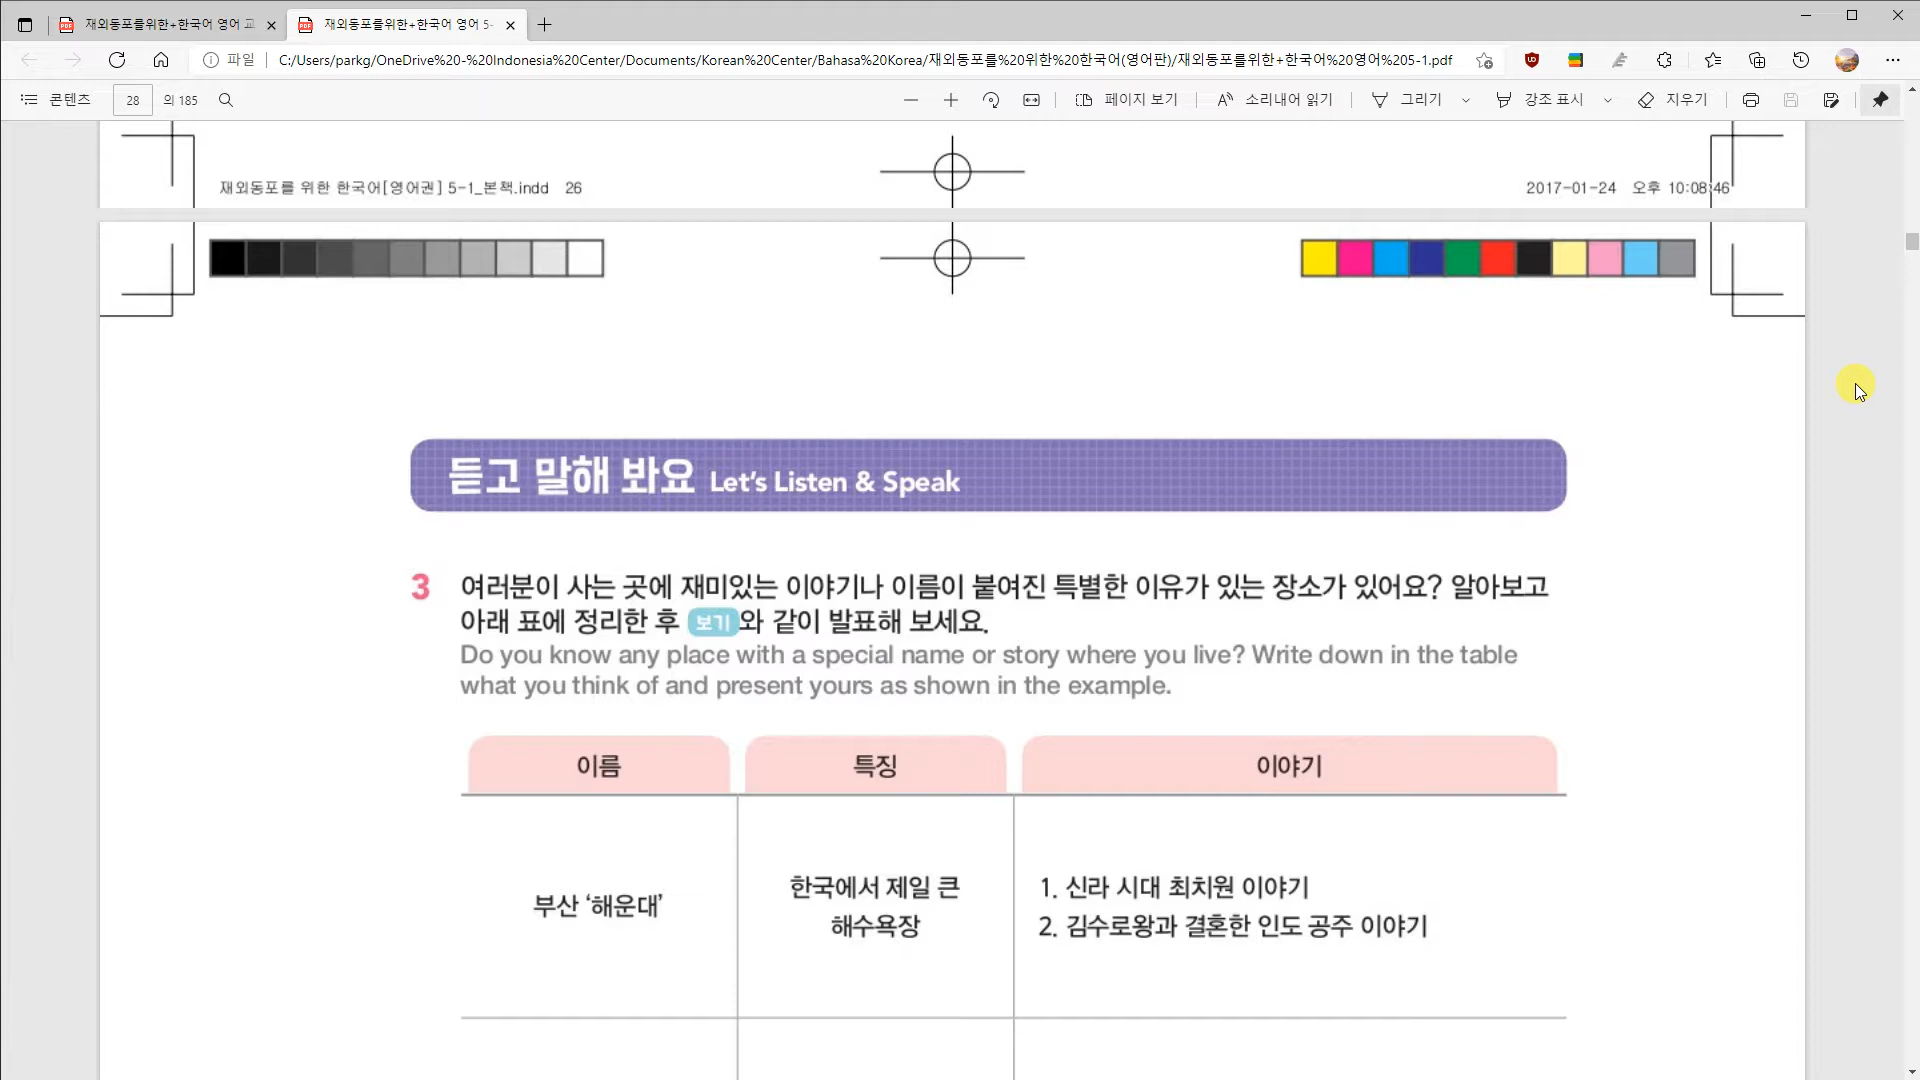 재외동포를위한+한국어 영어 교
재외동포를위한+한국어 영어 5-
파일
C:/Users/parkg/OneDrive%20-%20Indonesia%20Center/Documents/Korean%20Center/Bahasa%20Korea/재외동포를%20위한%20한국어(영어판)/재외동포를위한+한국어%20영어%205-1.pdf
콘텐츠
28
의 185
페이지 보기
소리내어 읽기
그리기
강조 표시
지우기
재외동포를 위한 한국어[영어권] 5-1_본책.indd 26
2017-01-24 오후 10:08:46
듣고 말해 봐요 Let's Listen & Speak
3 여러분이 사는 곳에 재미있는 이야기나 이름이 붙여진 특별한 이유가 있는 장소가 있어요? 알아보고
아래 표에 정리한 후 보기와 같이 발표해 보세요.
Do you know any place with a special name or story where you live? Write down in the table
what you think of and present yours as shown in the example.
이름
특징
이야기
부산 ‘해운대’
한국에서 제일 큰
해수욕장
1. 신라 시대 최치원 이야기
2. 김수로왕과 결혼한 인도 공주 이야기